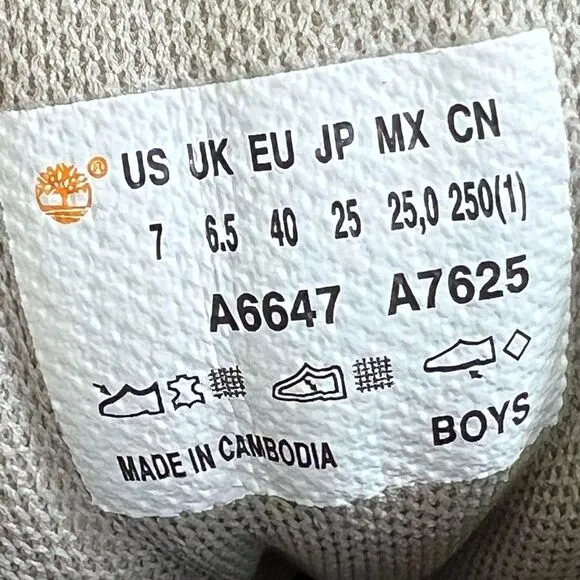 ® US UK EU JP MX CN
7 6.5 40 25 25,0 250(1)
A6647 A7625
BOYS
MADE IN CAMBODIA